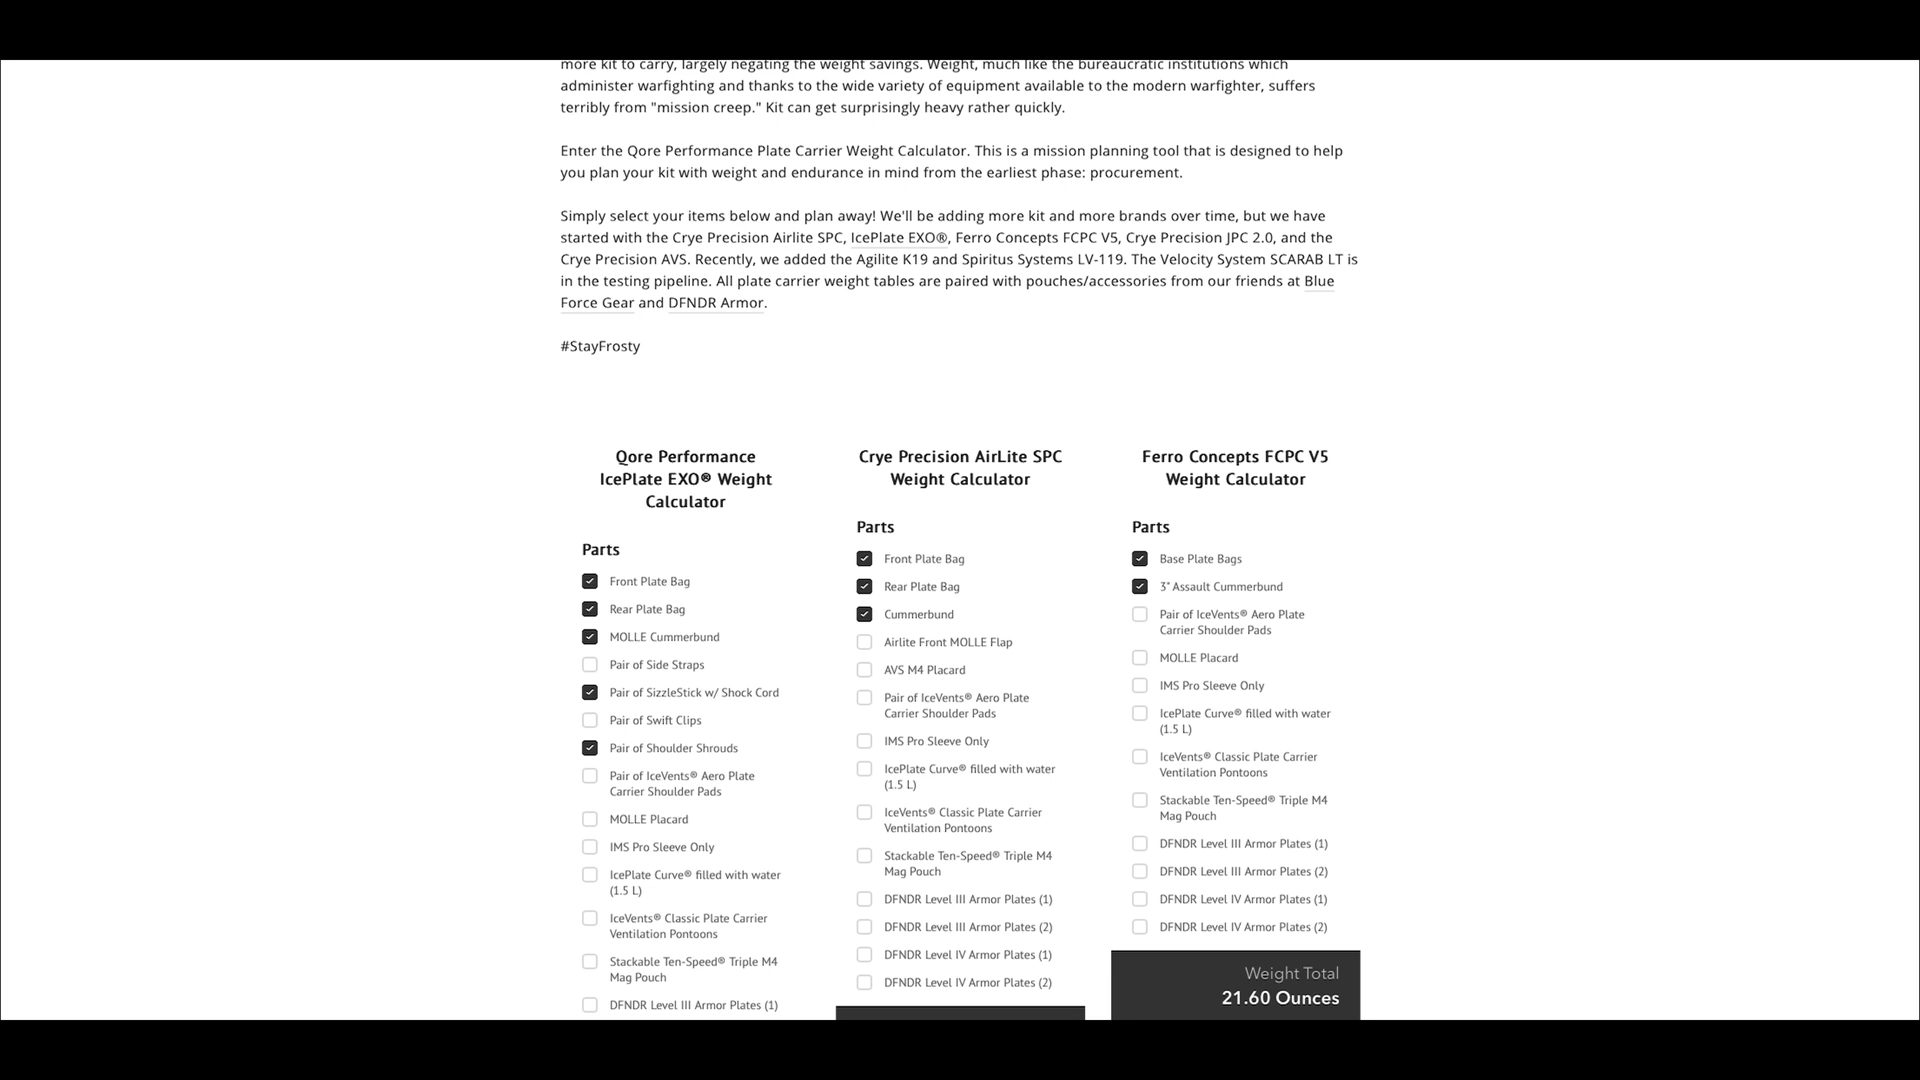 more kit to carry, largely negating the weight savings. Weight, much like the bureaucratic institutions which
administer warfighting and thanks to the wide variety of equipment available to the modern warfighter, suffers
terribly from "mission creep." Kit can get surprisingly heavy rather quickly.
Enter the Qore Performance Plate Carrier Weight Calculator. This is a mission planning tool that is designed to help
you plan your kit with weight and endurance in mind from the earliest phase: procurement.
Simply select your items below and plan away! We'll be adding more kit and more brands over time, but we have
started with the Crye Precision Airlite SPC, IcePlate EXO®, Ferro Concepts FCPC V5, Crye Precision JPC 2.0, and the
Crye Precision AVS. Recently, we added the Agilite K19 and Spiritus Systems LV-119. The Velocity System SCARAB LT is
in the testing pipeline. All plate carrier weight tables are paired with pouches/accessories from our friends at Blue
Force Gear and DFNDR Armor.
#StayFrosty
Qore Performance
IcePlate EXO® Weight
Calculator
Parts
Front Plate Bag
Rear Plate Bag
MOLLE Cummerbund
Pair of Side Straps
Pair of SizzleStick w/ Shock Cord
Pair of Swift Clips
Pair of Shoulder Shrouds
Pair of IceVents® Aero Plate
Carrier Shoulder Pads
MOLLE Placard
IMS Pro Sleeve Only
IcePlate Curve® filled with water
(1.5 L)
IceVents® Classic Plate Carrier
Ventilation Pontoons
Stackable Ten-Speed® Triple M4
Mag Pouch
DFNDR Level III Armor Plates (1)
Crye Precision AirLite SPC
Weight Calculator
Parts
Front Plate Bag
Rear Plate Bag
Cummerbund
Airlite Front MOLLE Flap
AVS M4 Placard
Pair of IceVents® Aero Plate
Carrier Shoulder Pads
IMS Pro Sleeve Only
IcePlate Curve® filled with water
(1.5 L)
IceVents® Classic Plate Carrier
Ventilation Pontoons
Stackable Ten-Speed® Triple M4
Mag Pouch
DFNDR Level III Armor Plates (1)
DFNDR Level III Armor Plates (2)
DFNDR Level IV Armor Plates (1)
DFNDR Level IV Armor Plates (2)
Ferro Concepts FCPC V5
Weight Calculator
Parts
Base Plate Bags
3" Assault Cummerbund
Pair of IceVents® Aero Plate
Carrier Shoulder Pads
MOLLE Placard
IMS Pro Sleeve Only
IcePlate Curve® filled with water
(1.5 L)
IceVents® Classic Plate Carrier
Ventilation Pontoons
Stackable Ten-Speed® Triple M4
Mag Pouch
DFNDR Level III Armor Plates (1)
DFNDR Level III Armor Plates (2)
DFNDR Level IV Armor Plates (1)
DFNDR Level IV Armor Plates (2)
Weight Total
21.60 Ounces